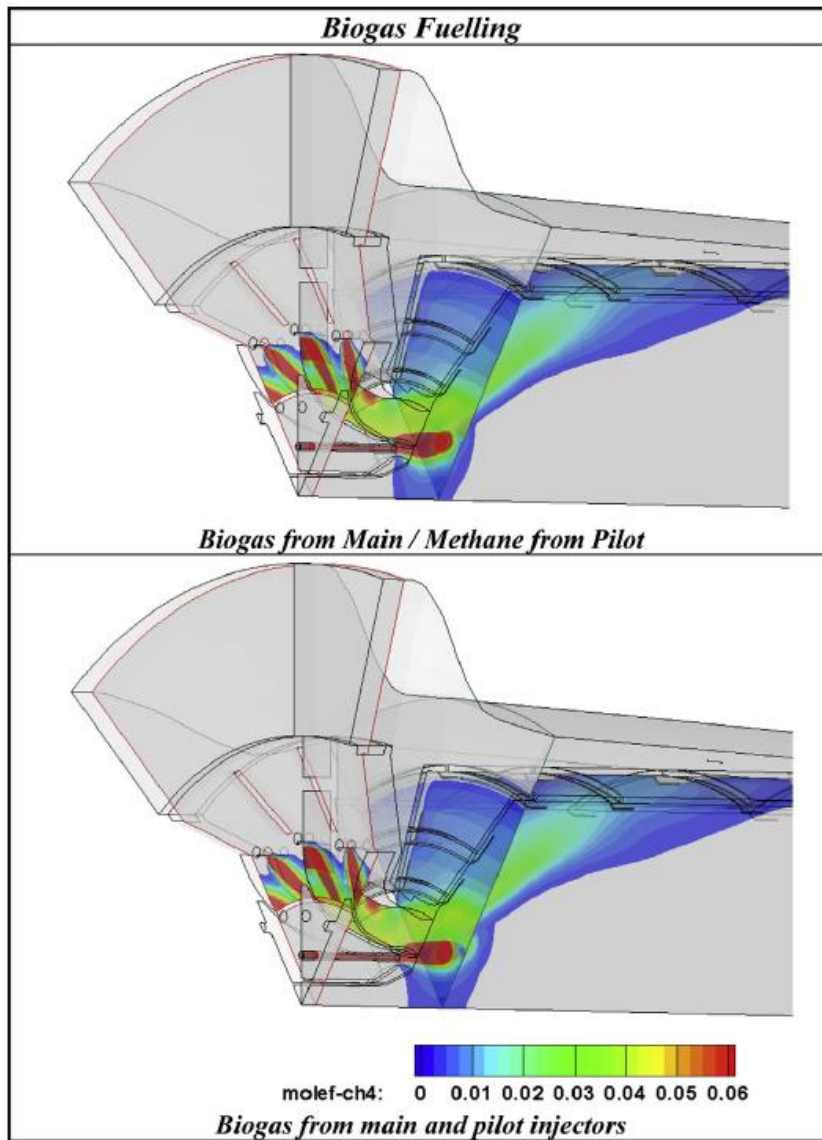 Biogas Fuelling
Biogas from Main / Methane from Pilot
molef-ch4: 0 0.01 0.02 0.03 0.04 0.05 0.06
Biogas from main and pilot injectors